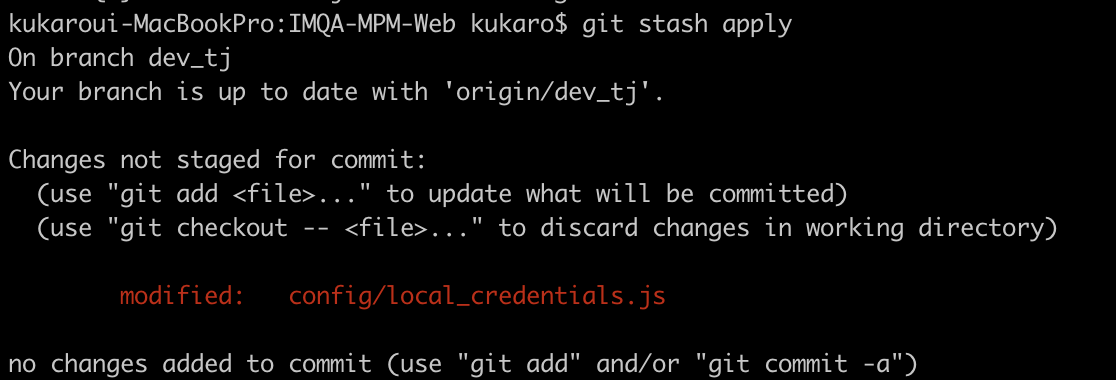 kukaroui-MacBookPro:IMQA-MPM-Web kukaro$ git stash apply
On branch dev_tj
Your branch is up to date with 'origin/dev_tj'.
Changes not staged for commit:
  (use "git add <file>..." to update what will be committed)
  (use "git checkout -- <file>..." to discard changes in working directory)
        modified:   config/local_credentials.js
no changes added to commit (use "git add" and/or "git commit -a")